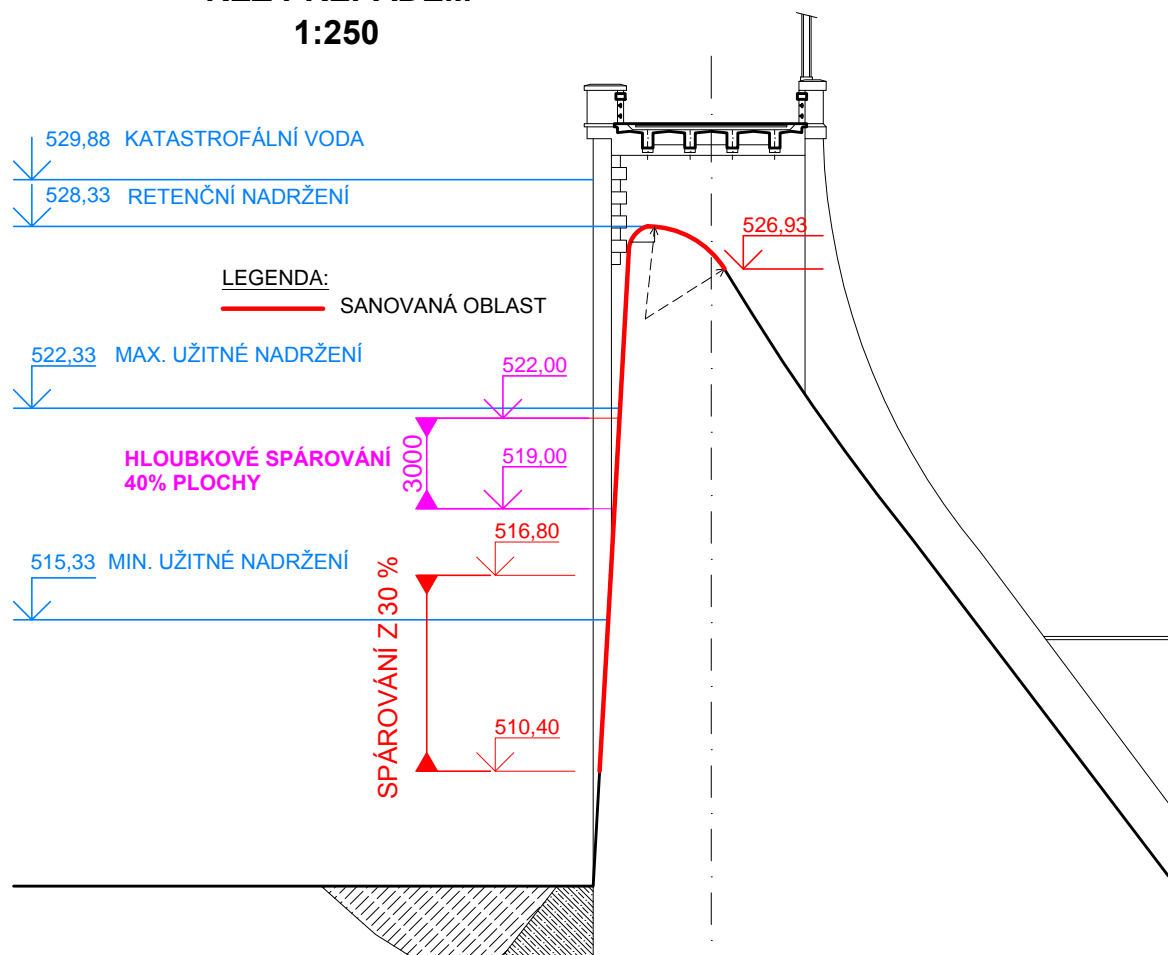 1:250
529,88 KATASTROFÁLNÍ VODA
528,33 RETENČNÍ NADRŽENÍ
526,93
LEGENDA:
SANOVANÁ OBLAST
522,33 MAX. UŽITNÉ NADRŽENÍ
522,00
HLOUBKOVÉ SPÁROVÁNÍ
40% PLOCHY
3000
519,00
516,80
515,33 MIN. UŽITNÉ NADRŽENÍ
SPÁROVÁNÍ Z 30 %
510,40